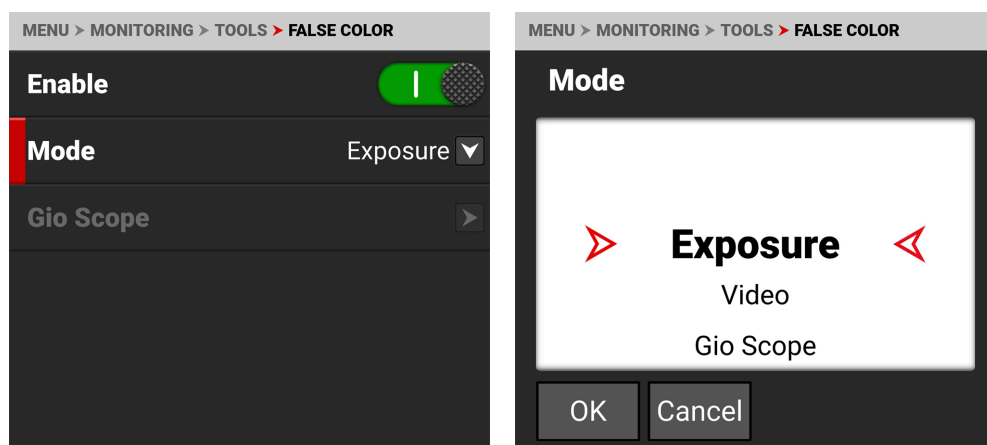 MENU > MONITORING > TOOLS > FALSE COLOR
Enable
Mode Exposure
Gio Scope
MENU > MONITORING > TOOLS > FALSE COLOR
Mode
Exposure
Video
Gio Scope
OK Cancel